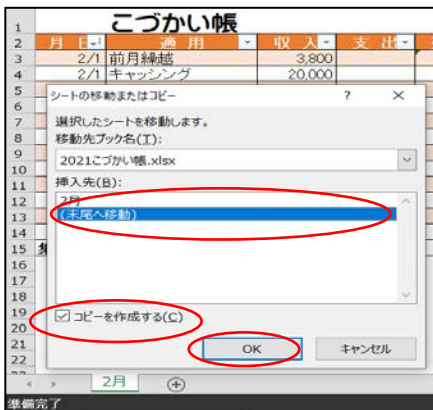 1 こづかい帳
2 月 日 適 用 収 入 支 出
3 2/1 前月繰越 3,800
4 2/1 キャッシング 20,000
5
6 シートの移動またはコピー ? ×
7 選択したシートを移動します。
8 移動先ブック名(T):
9 2021こづかい帳.xlsx
10
11 挿入先(B):
12 2月
13 (末尾へ移動)
14
15
16
17
18
19 コピーを作成する(C)
20
21 OK キャンセル
22
2月
準備完了